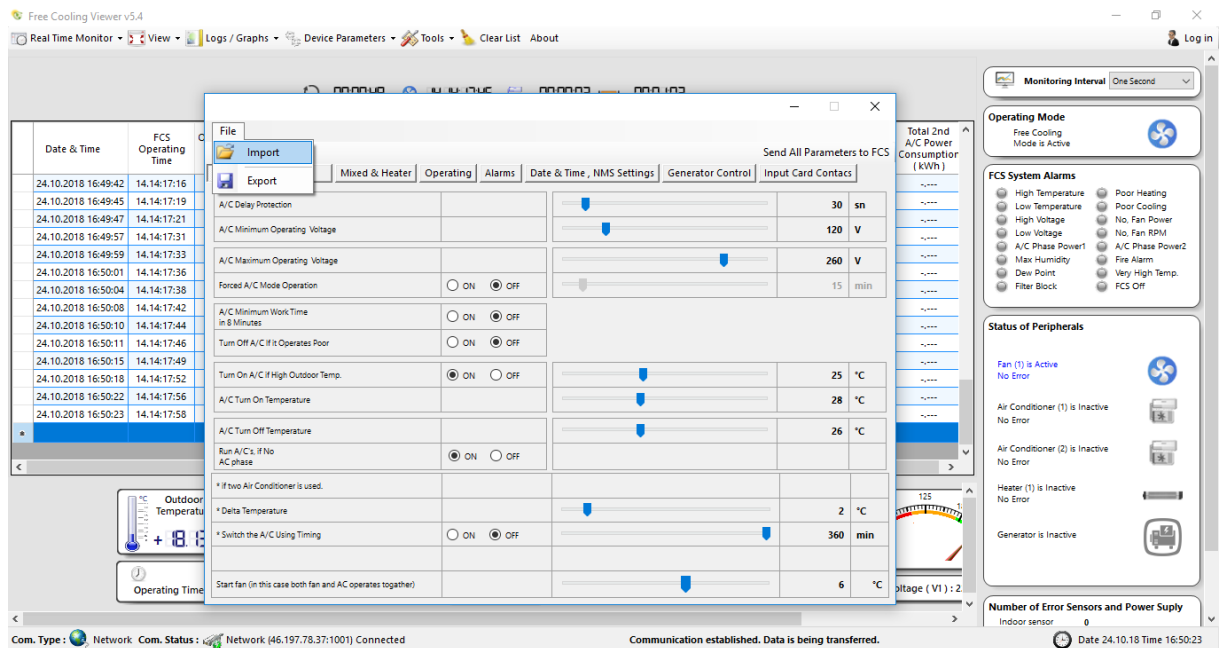 Free Cooling Viewer v5.4
Real Time Monitor View Logs / Graphs Device Parameters Tools Clear List About Log in
Monitoring Interval One Second
Operating Mode
Free Cooling
Mode is Active
FCS System Alarms
High Temperature Poor Heating
Low Temperature Poor Cooling
High Voltage No, Fan Power
Low Voltage No, Fan RPM
A/C Phase Power1 A/C Phase Power2
Max Humidity Fire Alarm
Dew Point Very High Temp.
Filter Block FCS Off
Status of Peripherals
Fan (1) is Active
No Error
Air Conditioner (1) is Inactive
No Error
Air Conditioner (2) is Inactive
No Error
Heater (1) is Inactive
No Error
Generator is Inactive
Number of Error Sensors and Power Suply
Indoor sensor 0
Date & Time
FCS
Operating
Time
Total 2nd
A/C Power
Consumption
( kWh )
24.10.2018 16:49:42 14.14:17:16 -,---
24.10.2018 16:49:45 14.14:17:19 -,---
24.10.2018 16:49:47 14.14:17:21 -,---
24.10.2018 16:49:57 14.14:17:31 -,---
24.10.2018 16:49:59 14.14:17:33 -,---
24.10.2018 16:50:01 14.14:17:36 -,---
24.10.2018 16:50:04 14.14:17:38 -,---
24.10.2018 16:50:08 14.14:17:42 -,---
24.10.2018 16:50:10 14.14:17:44 -,---
24.10.2018 16:50:11 14.14:17:46 -,---
24.10.2018 16:50:15 14.14:17:49 -,---
24.10.2018 16:50:18 14.14:17:52 -,---
24.10.2018 16:50:22 14.14:17:56 -,---
24.10.2018 16:50:23 14.14:17:58 -,---
File
Import
Export
Send All Parameters to FCS
Mixed & Heater Operating Alarms Date & Time , NMS Settings Generator Control Input Card Contacs
A/C Delay Protection 30 sn
A/C Minimum Operating Voltage 120 V
A/C Maximum Operating Voltage 260 V
Forced A/C Mode Operation ON OFF 15 min
A/C Minimum Work Time
in 8 Minutes ON OFF
Turn Off A/C If it Operates Poor ON OFF
Turn On A/C If High Outdoor Temp. ON OFF 25 °C
A/C Turn On Temperature 28 °C
A/C Turn Off Temperature 26 °C
Run A/C's, if No
AC phase ON OFF
* If two Air Conditioner is used.
* Delta Temperature 2 °C
* Switch the A/C Using Timing ON OFF 360 min
Start fan (in this case both fan and AC operates togather) 6 °C
°C Outdoor
Temperatu
+ 18.
125
Operating Time
oltage ( V1 ) : 2
Com. Type : Network Com. Status : Network (46.197.78.37:1001) Connected Communication established. Data is being transferred. Date 24.10.18 Time 16:50:23